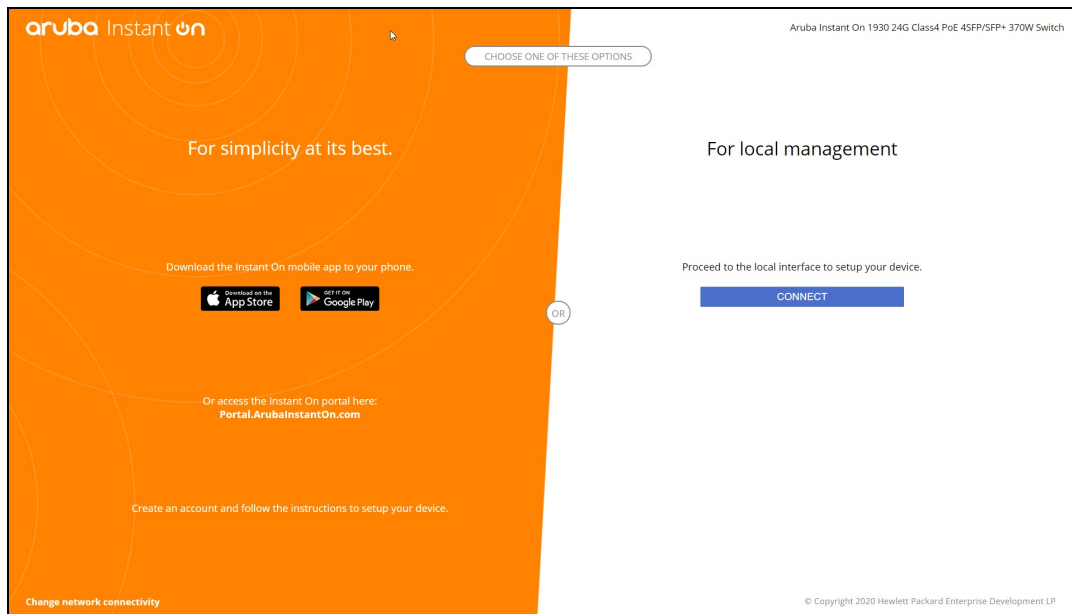 aruba Instant on
Aruba Instant On 1930 24G Class4 PoE 4SFP/SFP+ 370W Switch
CHOOSE ONE OF THESE OPTIONS
For simplicity at its best.
Download the Instant On mobile app to your phone.
Download on the
App Store
GET IT ON
Google Play
Or access the Instant On portal here:
Portal.ArubaInstantOn.com
Create an account and follow the instructions to setup your device.
Change network connectivity
OR
For local management
Proceed to the local interface to setup your device.
CONNECT
© Copyright 2020 Hewlett Packard Enterprise Development LP